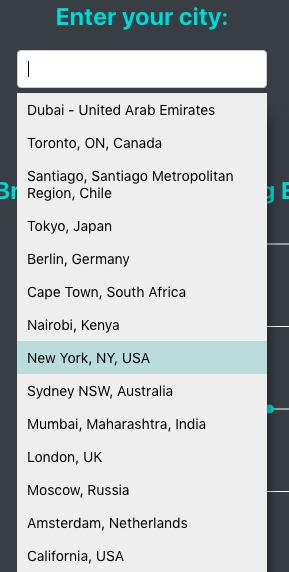 Enter your city:
Dubai - United Arab Emirates
Toronto, ON, Canada
Santiago, Santiago Metropolitan
Region, Chile
Tokyo, Japan
Berlin, Germany
Cape Town, South Africa
Nairobi, Kenya
New York, NY, USA
Sydney NSW, Australia
Mumbai, Maharashtra, India
London, UK
Moscow, Russia
Amsterdam, Netherlands
California, USA